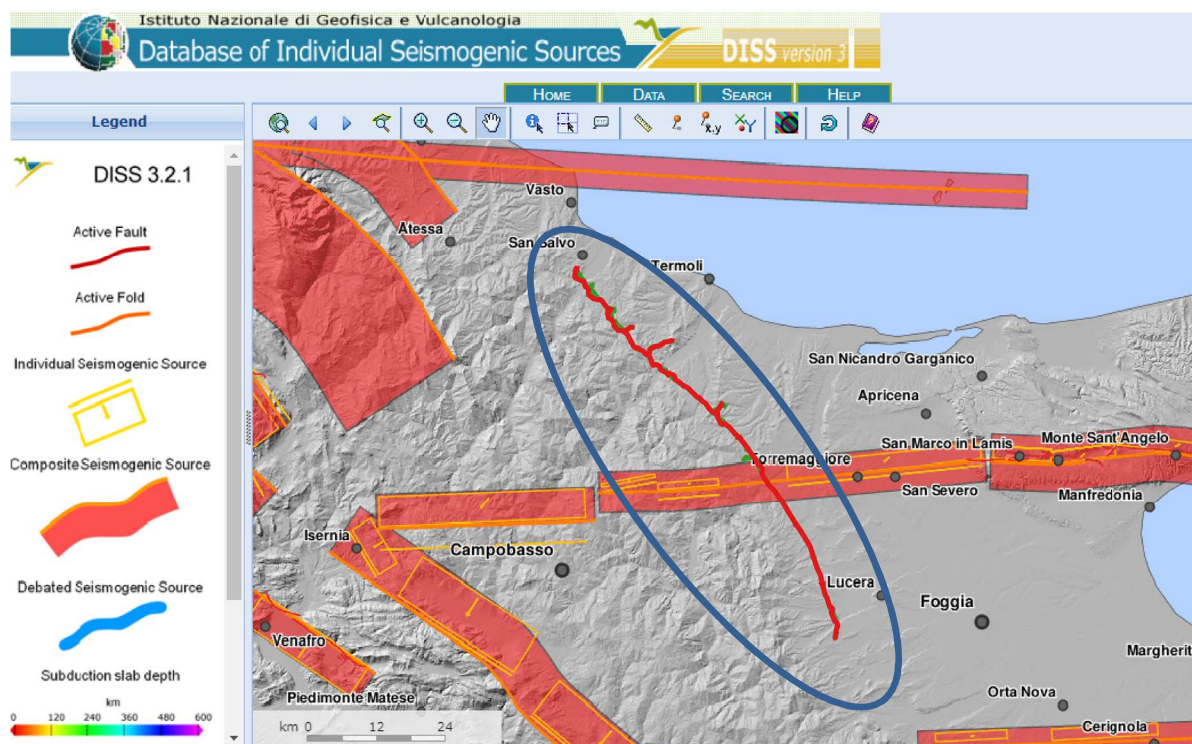 Istituto Nazionale di Geofisica e Vulcanologia
Database of Individual Seismogenic Sources
DISS version 3
HOME DATA SEARCH HELP
Legend
x,y
XY
DISS 3.2.1
Active Fault
Active Fold
Individual Seismogenic Source
Composite Seismogenic Source
Debated Seismogenic Source
Subduction slab depth
km
0 120 240 360 480 600
Vasto
Atessa
San Salvo
Termoli
San Nicandro Garganico
Apricena
San Marco in Lamis
Monte Sant'Angelo
Torremaggiore
San Severo
Manfredonia
Isernia
Campobasso
Lucera
Foggia
Venafro
Margherit
Piedimonte Matese
Orta Nova
Cerignola
km 0 12 24